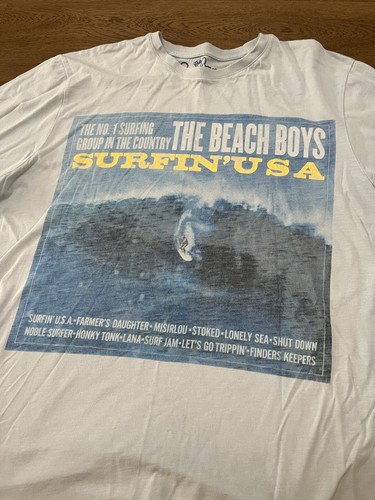 THE NO. 1 SURFING
GROUP IN THE COUNTRY
THE BEACH BOYS
SURFIN' U S A
SURFIN' U.S.A.•FARMER'S DAUGHTER•MISIRLOU•STOKED•LONELY SEA•SHUT DOWN
NOBLE SURFER•HONKY TONK•LANA•SURF JAM•LET'S GO TRIPPIN'•FINDERS KEEPERS